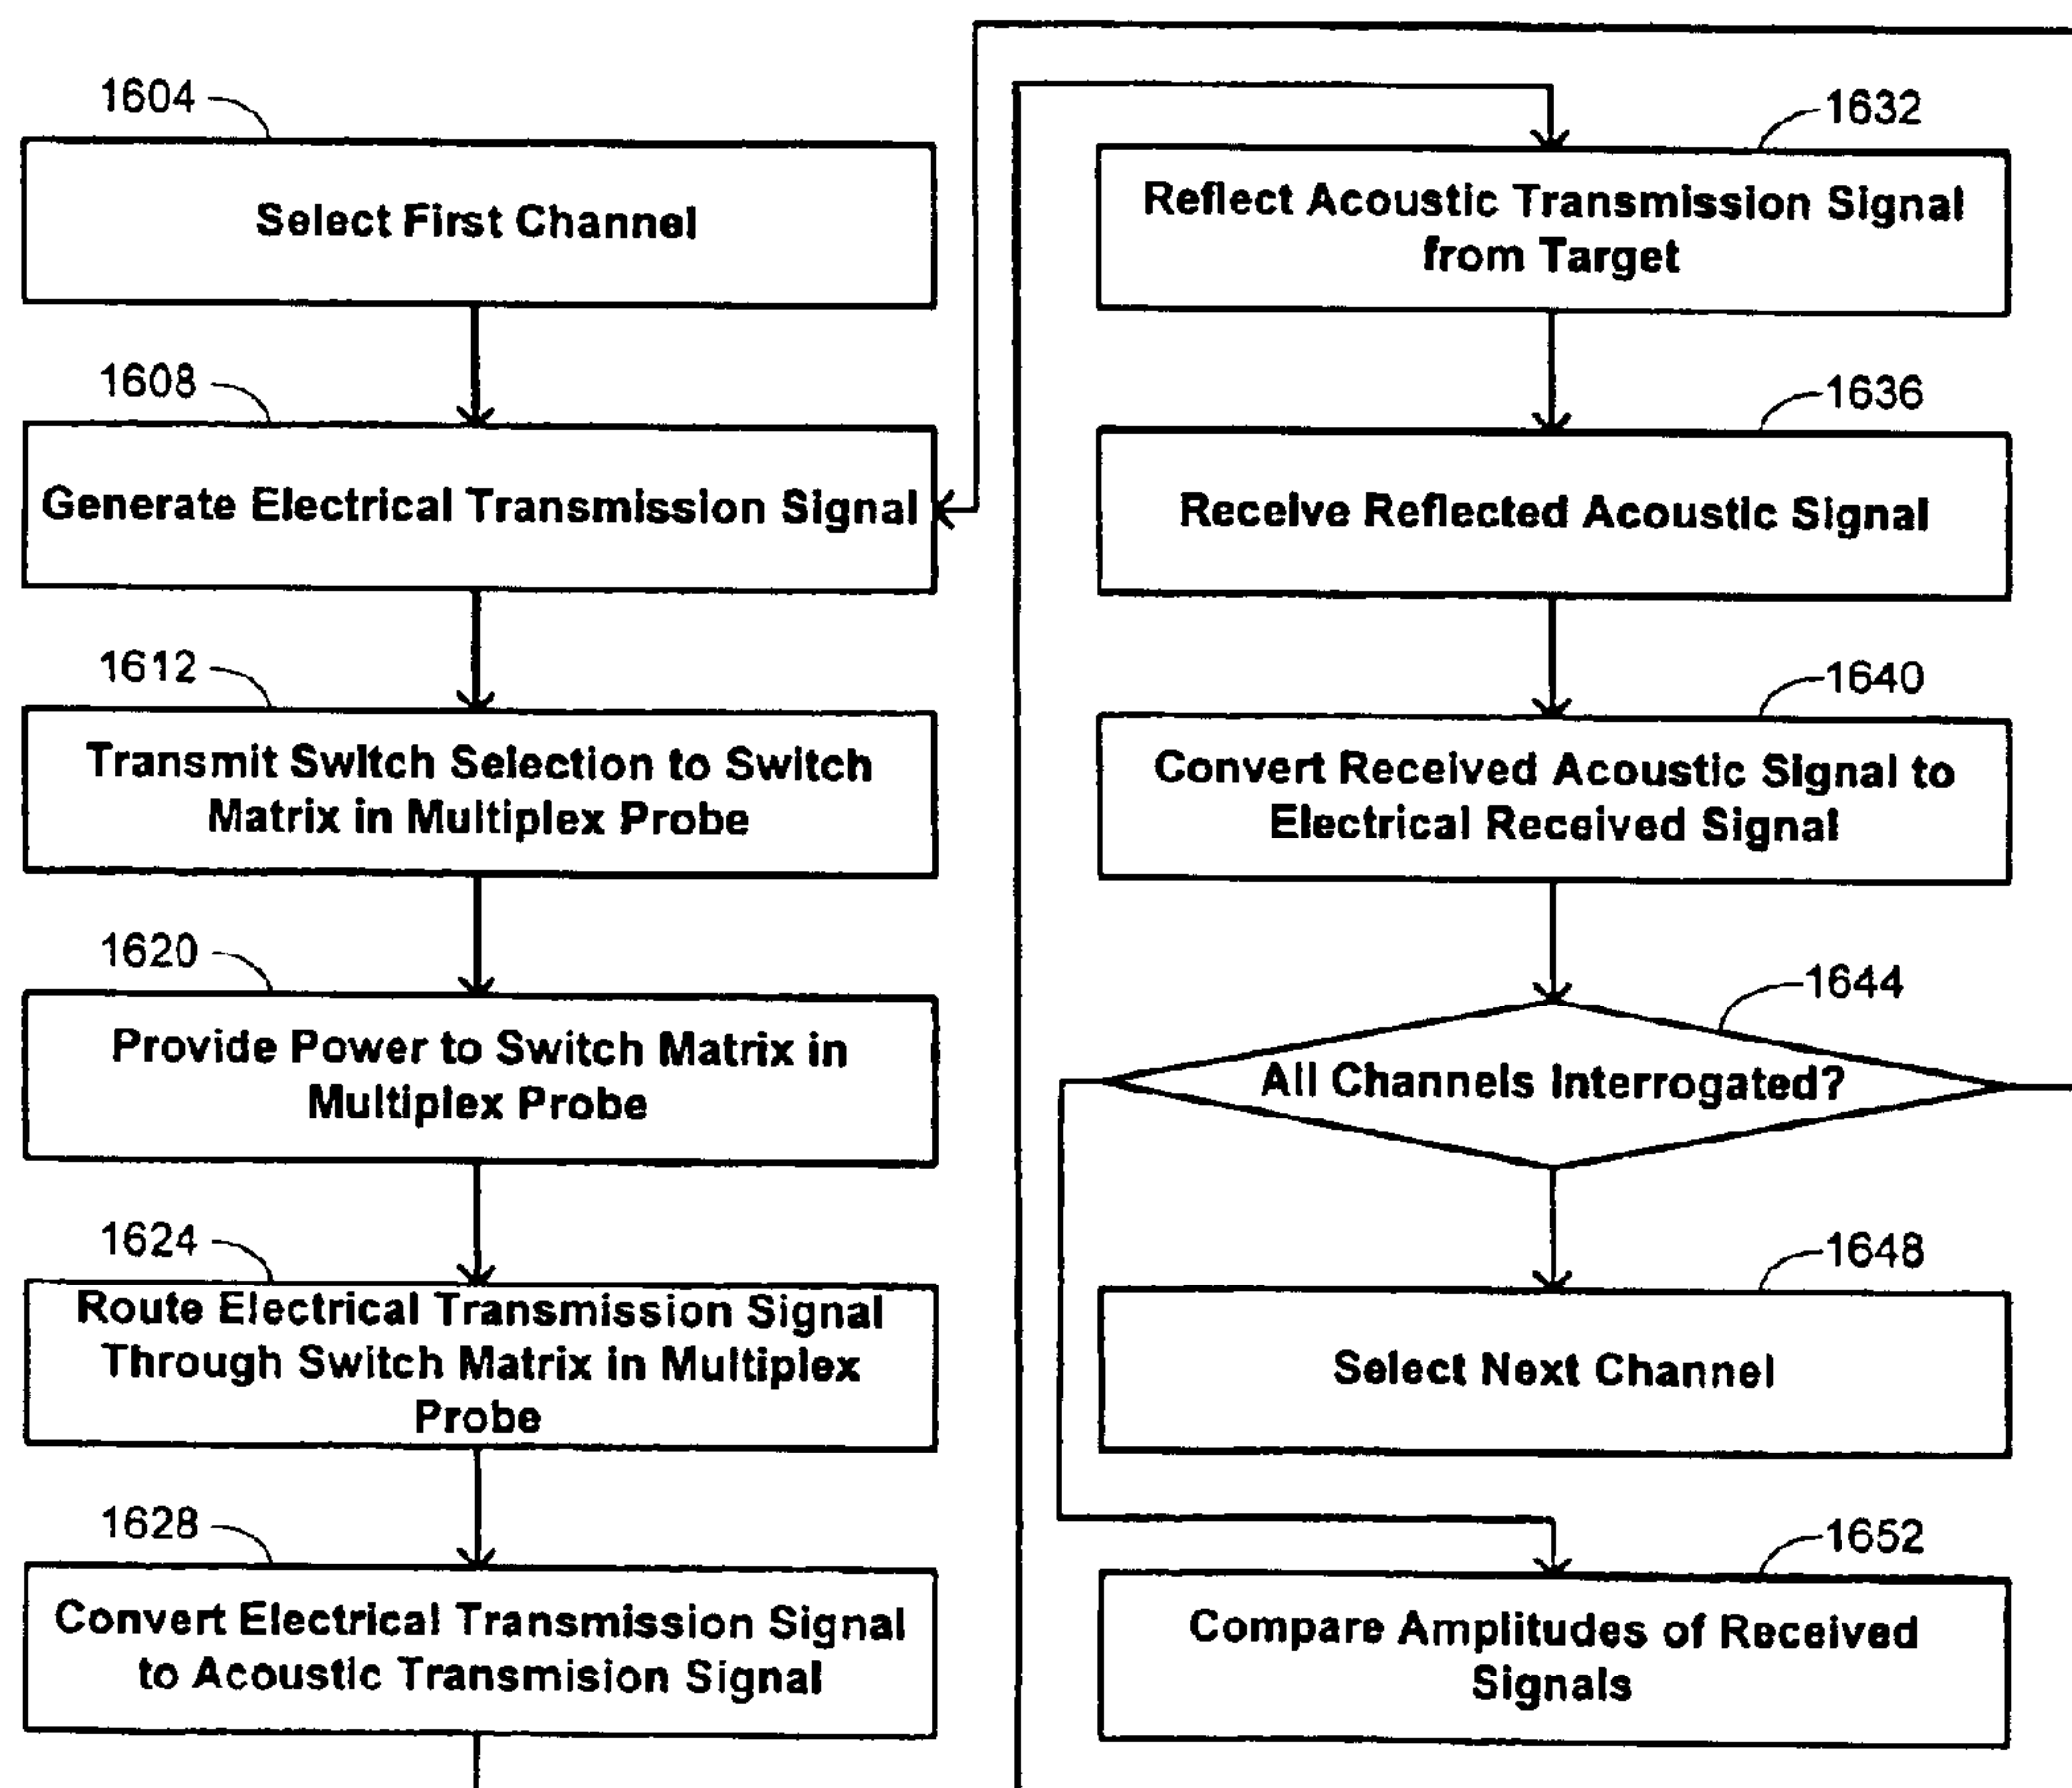 1604
Select First Channel
1608
Generate Electrical Transmission Signal
1612
Transmit Switch Selection to Switch
Matrix in Multiplex Probe
1620
Provide Power to Switch Matrix in
Multiplex Probe
1624
Route Electrical Transmission Signal
Through Switch Matrix in Multiplex
Probe
1628
Convert Electrical Transmission Signal
to Acoustic Transmision Signal
1632
Reflect Acoustic Transmission Signal
from Target
1636
Receive Reflected Acoustic Signal
1640
Convert Received Acoustic Signal to
Electrical Received Signal
1644
All Channels Interrogated?
1648
Select Next Channel
1652
Compare Amplitudes of Received
Signals